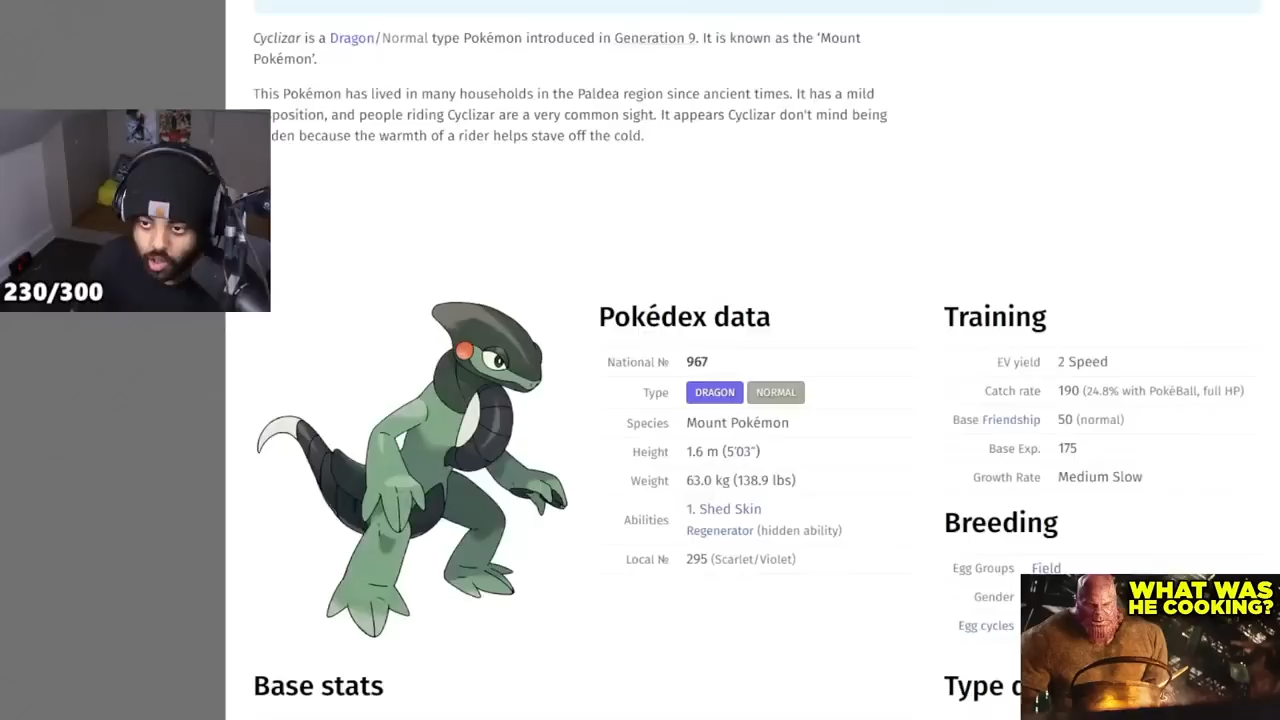 Cyclizar is a Dragon/Normal type Pokémon introduced in Generation 9. It is known as the ‘Mount
Pokémon’.
This Pokémon has lived in many households in the Paldea region since ancient times. It has a mild
position, and people riding Cyclizar are a very common sight. It appears Cyclizar don't mind being
den because the warmth of a rider helps stave off the cold.
230/300
Pokédex data
National № 967
Type DRAGON NORMAL
Species Mount Pokémon
Height 1.6 m (5′03″)
Weight 63.0 kg (138.9 lbs)
Abilities 1. Shed Skin
Regenerator (hidden ability)
Local № 295 (Scarlet/Violet)
Training
EV yield 2 Speed
Catch rate 190 (24.8% with PokéBall, full HP)
Base Friendship 50 (normal)
Base Exp. 175
Growth Rate Medium Slow
Breeding
Egg Groups Field
Gender
Egg cycles
WHAT WAS
HE COOKING?
Base stats
Type